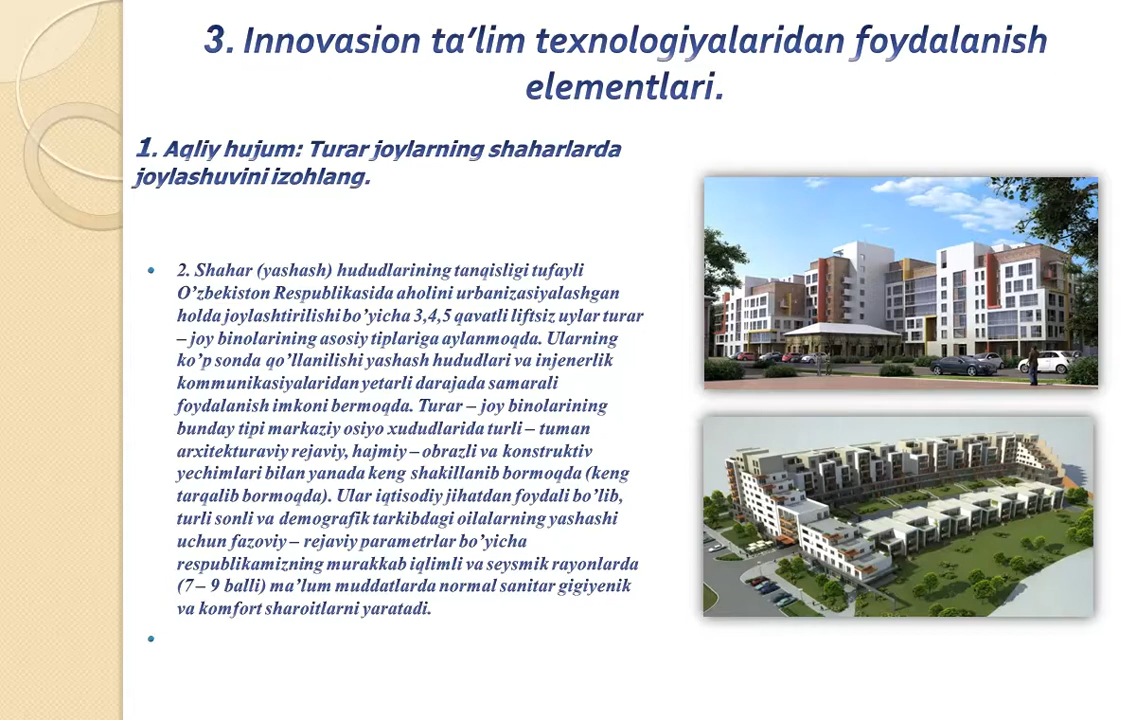 3. Innovasion ta’lim texnologiyalaridan foydalanish
elementlari.
1. Aqliy hujum: Turar joylarning shaharlarda
joylashuvini izohlang.
2. Shahar (yashash) hududlarining tanqisligi tufayli
O’zbekiston Respublikasida aholini urbanizasiyalashgan
holda joylashtirilishi bo’yicha 3,4,5 qavatli liftsiz uylar turar
– joy binolarining asosiy tiplariga aylanmoqda. Ularning
ko’p sonda qo’llanilishi yashash hududlari va injenerlik
kommunikasiyalaridan yetarli darajada samarali
foydalanish imkoni bermoqda. Turar – joy binolarining
bunday tipi markaziy osiyo xududlarida turli – tuman
arxitekturaviy rejaviy, hajmiy – obrazli va konstruktiv
yechimlari bilan yanada keng shakillanib bormoqda (keng
tarqalib bormoqda). Ular iqtisodiy jihatdan foydali bo’lib,
turli sonli va demografik tarkibdagi oilalarning yashashi
uchun fazoviy – rejaviy parametrlar bo’yicha
respublikamizning murakkab iqlimli va seysmik rayonlarda
(7 – 9 balli) ma’lum muddatlarda normal sanitar gigiyenik
va komfort sharoitlarni yaratadi.